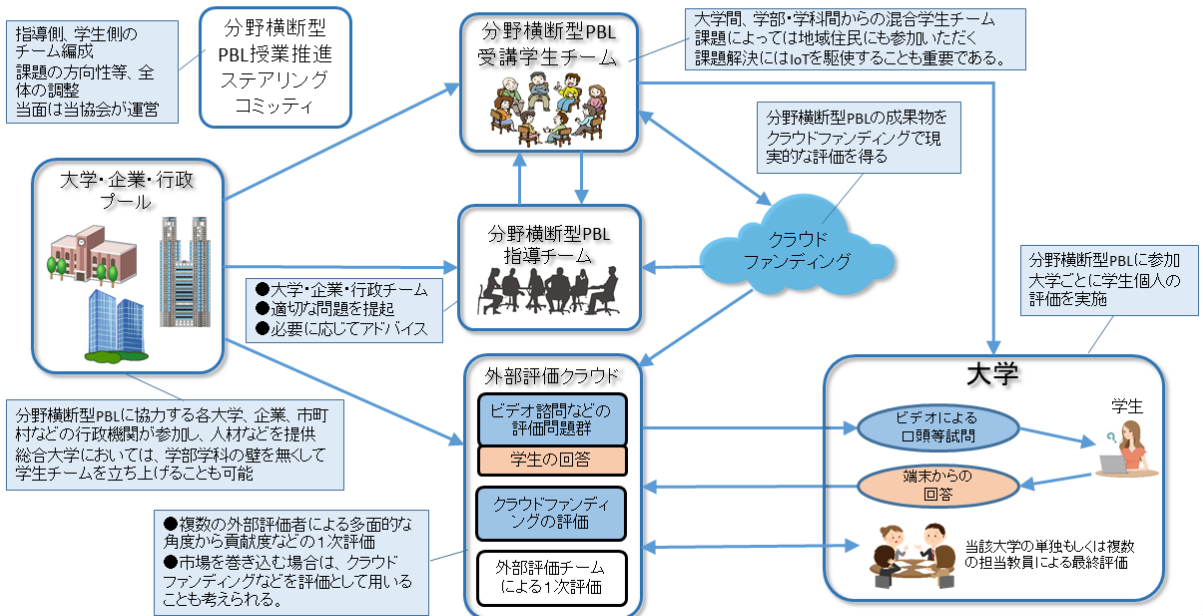 指導側、学生側の
チーム編成
課題の方向性等、全
体の調整
当面は当協会が運営
分野横断型
PBL授業推進
ステアリング
コミッティ
分野横断型PBL
受講学生チーム
大学間、学部・学科間からの混合学生チーム
課題によっては地域住民にも参加いただく
課題解決にはIoTを駆使することも重要である。
分野横断型PBLの成果物を
クラウドファンディングで現
実的な評価を得る
大学・企業・行政
プール
分野横断型PBL
指導チーム
クラウド
ファンディング
●大学・企業・行政チーム
●適切な問題を提起
●必要に応じてアドバイス
分野横断型PBLに参加
大学ごとに学生個人の
評価を実施
分野横断型PBLに協力する各大学、企業、市町
村などの行政機関が参加し、人材などを提供
総合大学においては、学部学科の壁を無くして
学生チームを立ち上げることも可能
外部評価クラウド
ビデオ諮問などの
評価問題群
学生の回答
クラウドファンディ
ングの評価
外部評価チーム
による1次評価
●複数の外部評価者による多面的な
角度から貢献度などの1次評価
●市場を巻き込む場合は、クラウド
ファンディングなどを評価として用いる
ことも考えられる。
大学
学生
ビデオによる
口頭等試問
端末からの
回答
当該大学の単独もしくは複数
の担当教員による最終評価